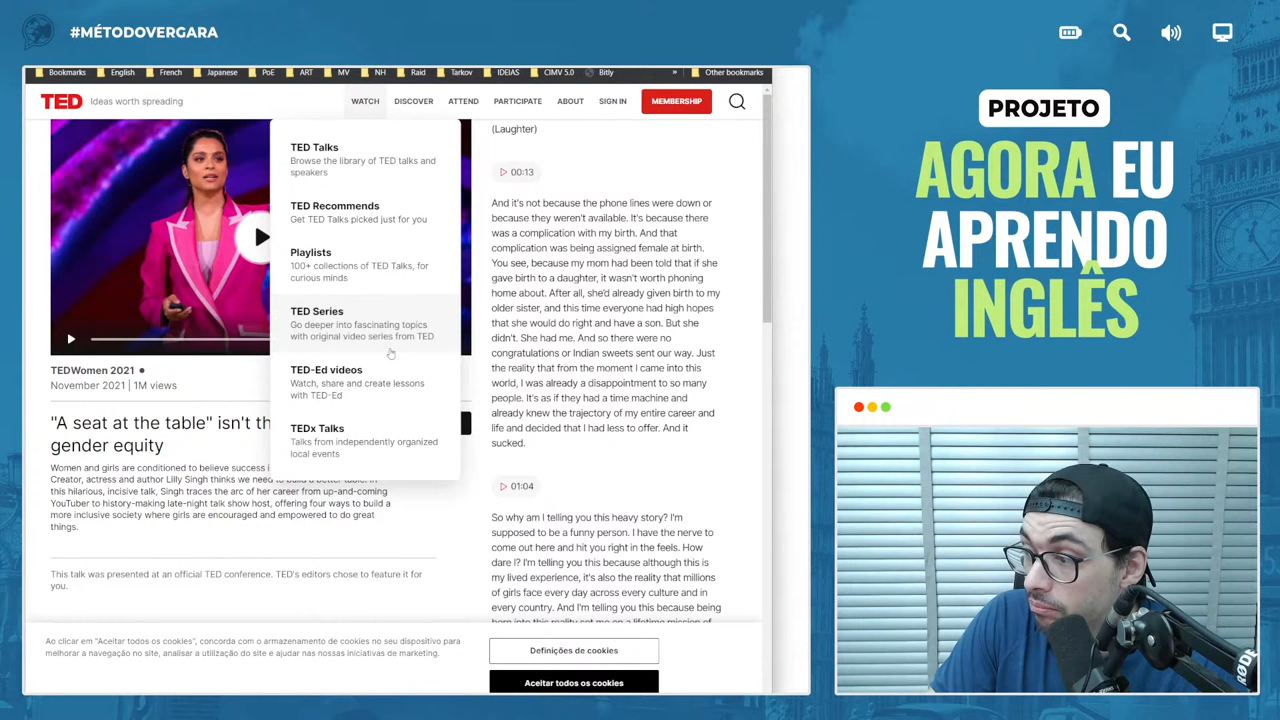 #MÉTODOVERGARA
Bookmarks English French Japanese PoE ART MV NH Raid Tarkov IDEIAS CIMV 5.0 Bitly » Other bookmarks
TED Ideas worth spreading WATCH DISCOVER ATTEND PARTICIPATE ABOUT SIGN IN MEMBERSHIP
TED Talks
Browse the library of TED talks and
speakers
TED Recommends
Get TED Talks picked just for you
Playlists
100+ collections of TED Talks, for
curious minds
TED Series
Go deeper into fascinating topics
with original video series from TED
TED-Ed videos
Watch, share and create lessons
with TED-Ed
TEDx Talks
Talks from independently organized
local events
TEDWomen 2021
November 2021 | 1M views
"A seat at the table" isn't th
gender equity
Women and girls are conditioned to believe success i
Creator, actress and author Lilly Singh thinks we need to build a better table. In
this hilarious, incisive talk, Singh traces the arc of her career from up-and-coming
YouTuber to history-making late-night talk show host, offering four ways to build a
more inclusive society where girls are encouraged and empowered to do great
things.
This talk was presented at an official TED conference. TED's editors chose to feature it for
you.
(Laughter)
00:13
And it's not because the phone lines were down or
because they weren't available. It's because there
was a complication with my birth. And that
complication was being assigned female at birth.
You see, because my mom had been told that if she
gave birth to a daughter, it wasn't worth phoning
home about. After all, she'd already given birth to my
older sister, and this time everyone had high hopes
that she would do right and have a son. But she
didn't. She had me. And so there were no
congratulations or Indian sweets sent our way. Just
the reality that from the moment I came into this
world, I was already a disappointment to so many
people. It's as if they had a time machine and
already knew the trajectory of my entire career and
life and decided that I had less to offer. And it
sucked.
01:04
So why am I telling you this heavy story? I'm
supposed to be a funny person. I have the nerve to
come out here and hit you right in the feels. How
dare I? I'm telling you this because although this is
my lived experience, it's also the reality that millions
of girls face every day across every culture and in
every country. And I'm telling you this because being
born into this reality set me on a lifetime mission of
Ao clicar em "Aceitar todos os cookies", concorda com o armazenamento de cookies no seu dispositivo para
melhorar a navegação no site, analisar a utilização do site e ajudar nas nossas iniciativas de marketing.
Definições de cookies
Aceitar todos os cookies
PROJETO
AGORA EU
APRENDO
INGLÊS
RØDE